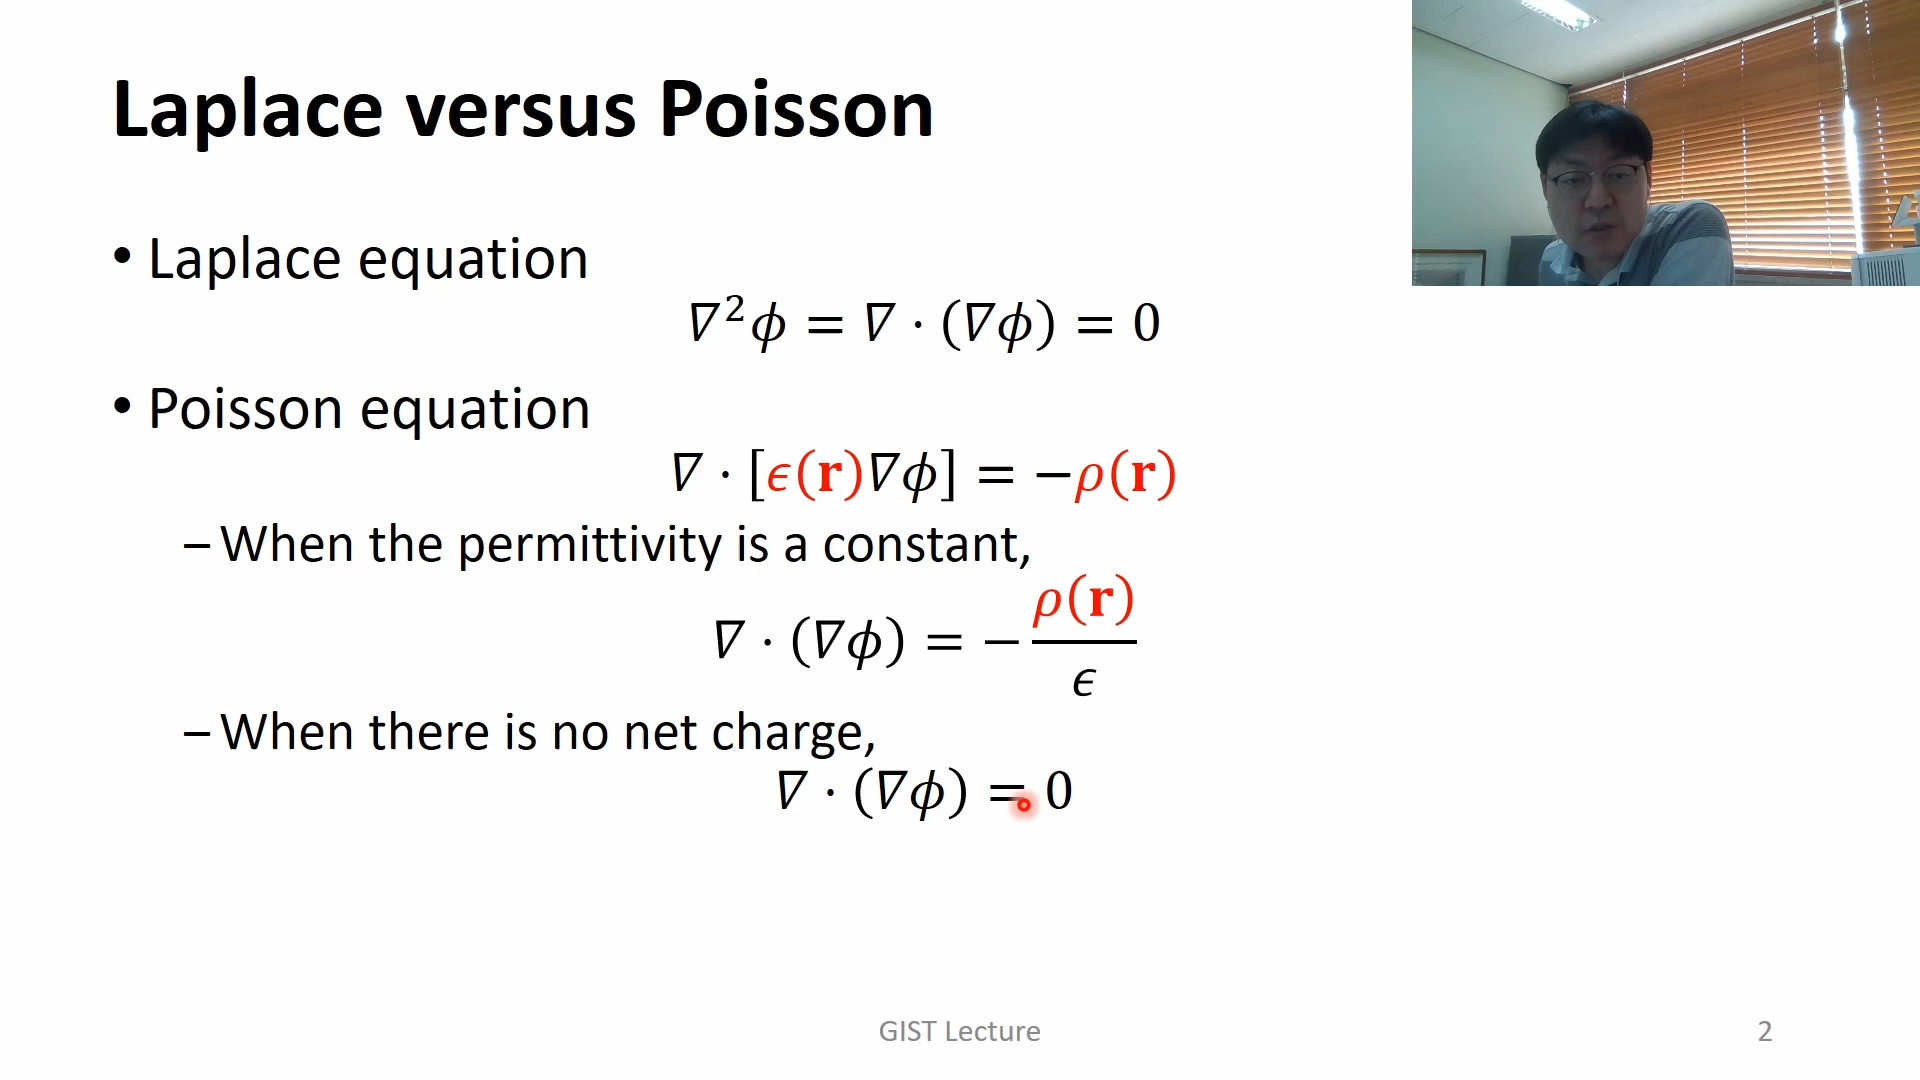 Laplace versus Poisson
• Laplace equation
∇²ϕ = ∇ · (∇ϕ) = 0
• Poisson equation
∇ · [ϵ(𝐫)∇ϕ] = −ρ(𝐫)
– When the permittivity is a constant,
∇ · (∇ϕ) = − ρ(𝐫) / ϵ
– When there is no net charge,
∇ · (∇ϕ) = 0
GIST Lecture
2